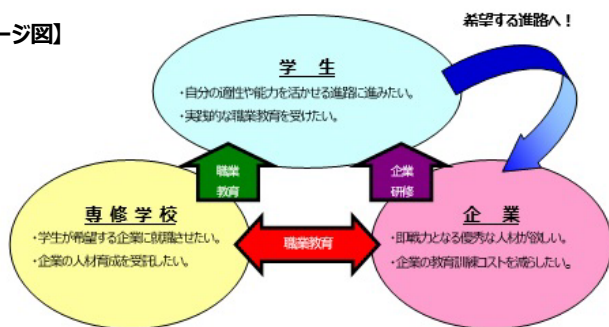 ージ図】
希望する進路へ！
学 生
・自分の適性や能力を活かせる進路に進みたい。
・実践的な職業教育を受けたい。
職業
教育
企業
研修
専修学校
・学生が希望する企業に就職させたい。
・企業の人材育成を受託したい。
職業教育
企 業
・即戦力となる優秀な人材が欲しい。
・企業の教育訓練コストを減らしたい。